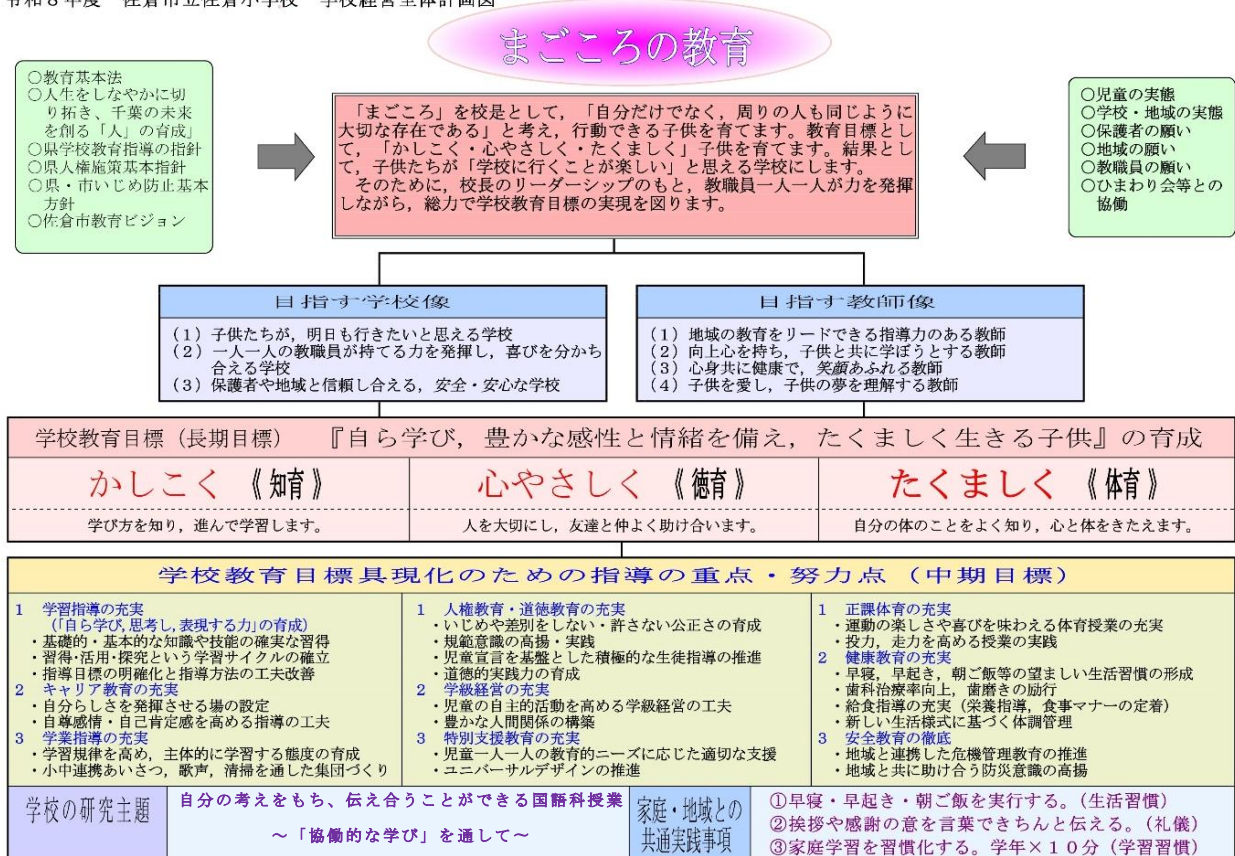 令和８年度　佐倉市立佐倉小学校　学校経営全体計画図
まごころの教育
○教育基本法
○人生をしなやかに切
り拓き、千葉の未来
を創る「人」の育成」
○県学校教育指導の指針
○県人権施策基本指針
○県・市いじめ防止基本
方針
○佐倉市教育ビジョン
「まごころ」を校是として，「自分だけでなく，周りの人も同じように
大切な存在である」と考え，行動できる子供を育てます。教育目標とし
て，「かしこく・心やさしく・たくましく」子供を育てます。結果とし
て，子供たちが「学校に行くことが楽しい」と思える学校にします。
そのために，校長のリーダーシップのもと，教職員一人一人が力を発揮
しながら，総力で学校教育目標の実現を図ります。
○児童の実態
○学校・地域の実態
○保護者の願い
○地域の願い
○教職員の願い
○ひまわり会等との
協働
目指す学校像
（１）子供たちが，明日も行きたいと思える学校
（２）一人一人の教職員が持てる力を発揮し，喜びを分かち
合える学校
（３）保護者や地域と信頼し合える，安全・安心な学校
目指す教師像
（１）地域の教育をリードできる指導力のある教師
（２）向上心を持ち，子供と共に学ぼうとする教師
（３）心身共に健康で，笑顔あふれる教師
（４）子供を愛し，子供の夢を理解する教師
学校教育目標（長期目標）　『自ら学び，豊かな感性と情緒を備え，たくましく生きる子供』の育成
かしこく《知育》
学び方を知り，進んで学習します。
心やさしく《徳育》
人を大切にし，友達と仲よく助け合います。
たくましく《体育》
自分の体のことをよく知り，心と体をきたえます。
学校教育目標具現化のための指導の重点・努力点（中期目標）
１　学習指導の充実
（「自ら学び，思考し，表現する力」の育成）
・基礎的・基本的な知識や技能の確実な習得
・習得・活用・探究という学習サイクルの確立
・指導目標の明確化と指導方法の工夫改善
２　キャリア教育の充実
・自分らしさを発揮させる場の設定
・自尊感情・自己肯定感を高める指導の工夫
３　学業指導の充実
・学習規律を高め，主体的に学習する態度の育成
・小中連携あいさつ，歌声，清掃を通した集団づくり
１　人権教育・道徳教育の充実
・いじめや差別をしない・許さない公正さの育成
・規範意識の高揚・実践
・児童宣言を基盤とした積極的な生徒指導の推進
・道徳的実践力の育成
２　学級経営の充実
・児童の自主的活動を高める学級経営の工夫
・豊かな人間関係の構築
３　特別支援教育の充実
・児童一人一人の教育的ニーズに応じた適切な支援
・ユニバーサルデザインの推進
１　正課体育の充実
・運動の楽しさや喜びを味わえる体育授業の充実
・投力，走力を高める授業の実践
２　健康教育の充実
・早寝，早起き，朝ご飯等の望ましい生活習慣の形成
・歯科治療率向上，歯磨きの励行
・給食指導の充実（栄養指導，食事マナーの定着）
・新しい生活様式に基づく体調管理
３　安全教育の徹底
・地域と連携した危機管理教育の推進
・地域と共に助け合う防災意識の高揚
学校の研究主題
自分の考えをもち、伝え合うことができる国語科授業
～「協働的な学び」を通して～
家庭・地域との
共通実践事項
①早寝・早起き・朝ご飯を実行する。（生活習慣）
②挨拶や感謝の意を言葉できちんと伝える。（礼儀）
③家庭学習を習慣化する。学年×１０分（学習習慣）